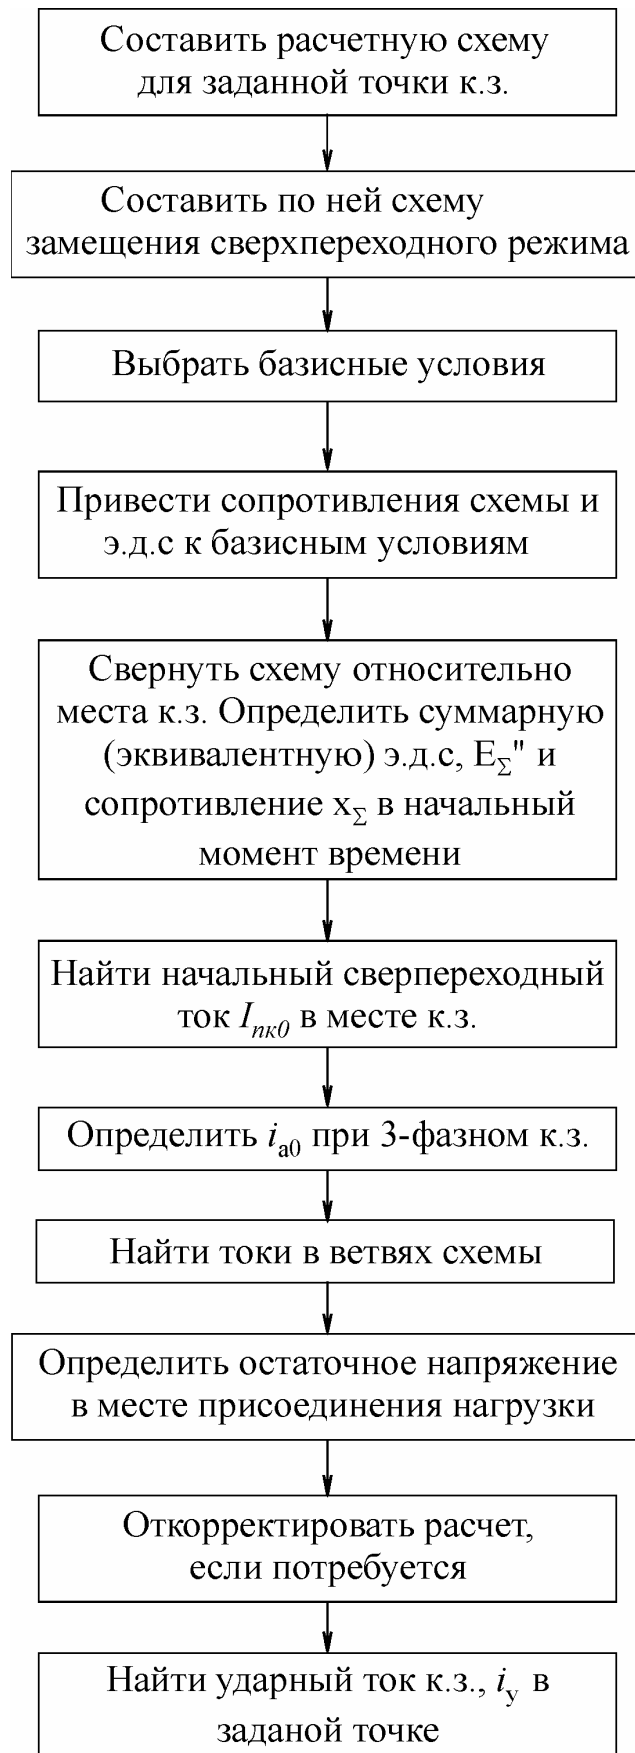 Составить расчетную схему
для заданной точки к.з.
Составить по ней схему
замещения сверхпереходного режима
Выбрать базисные условия
Привести сопротивления схемы и
э.д.с к базисным условиям
Свернуть схему относительно
места к.з. Определить суммарную
(эквивалентную) э.д.с, E_Σ" и
сопротивление x_Σ в начальный
момент времени
Найти начальный сверпереходный
ток I_пк0 в месте к.з.
Определить i_а0 при 3-фазном к.з.
Найти токи в ветвях схемы
Определить остаточное напряжение
в месте присоединения нагрузки
Откорректировать расчет,
если потребуется
Найти ударный ток к.з., i_у в
заданой точке